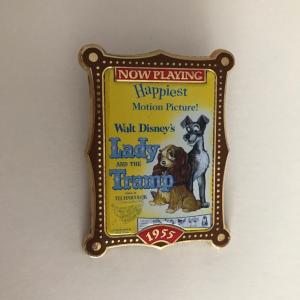 NOW PLAYING
Happiest
Motion Picture!
Walt Disney's
Lady
AND THE
Tramp
TECHNICOLOR
1955